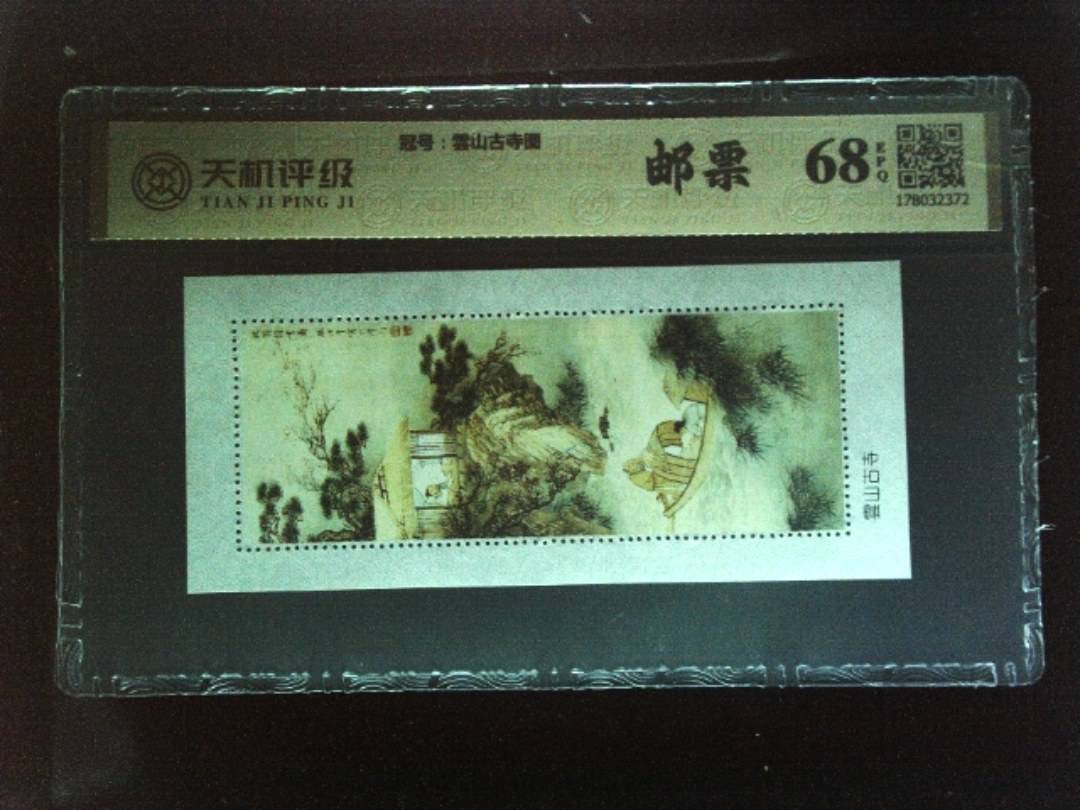 天机评级
TIAN JI PING JI
冠号：雲山古寺圖
邮票
68
EPQ
178032372
雲山古寺